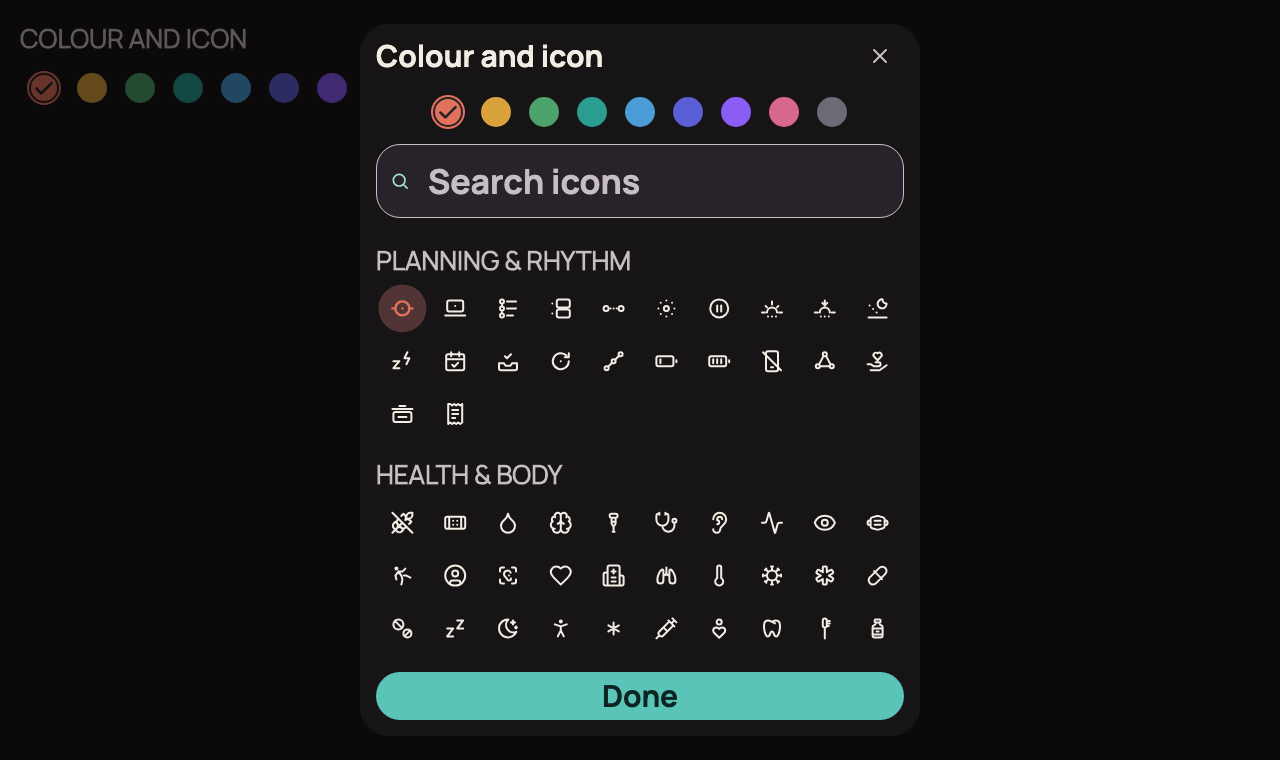 COLOUR AND ICON
Colour and icon
Search icons
PLANNING & RHYTHM
HEALTH & BODY
Done